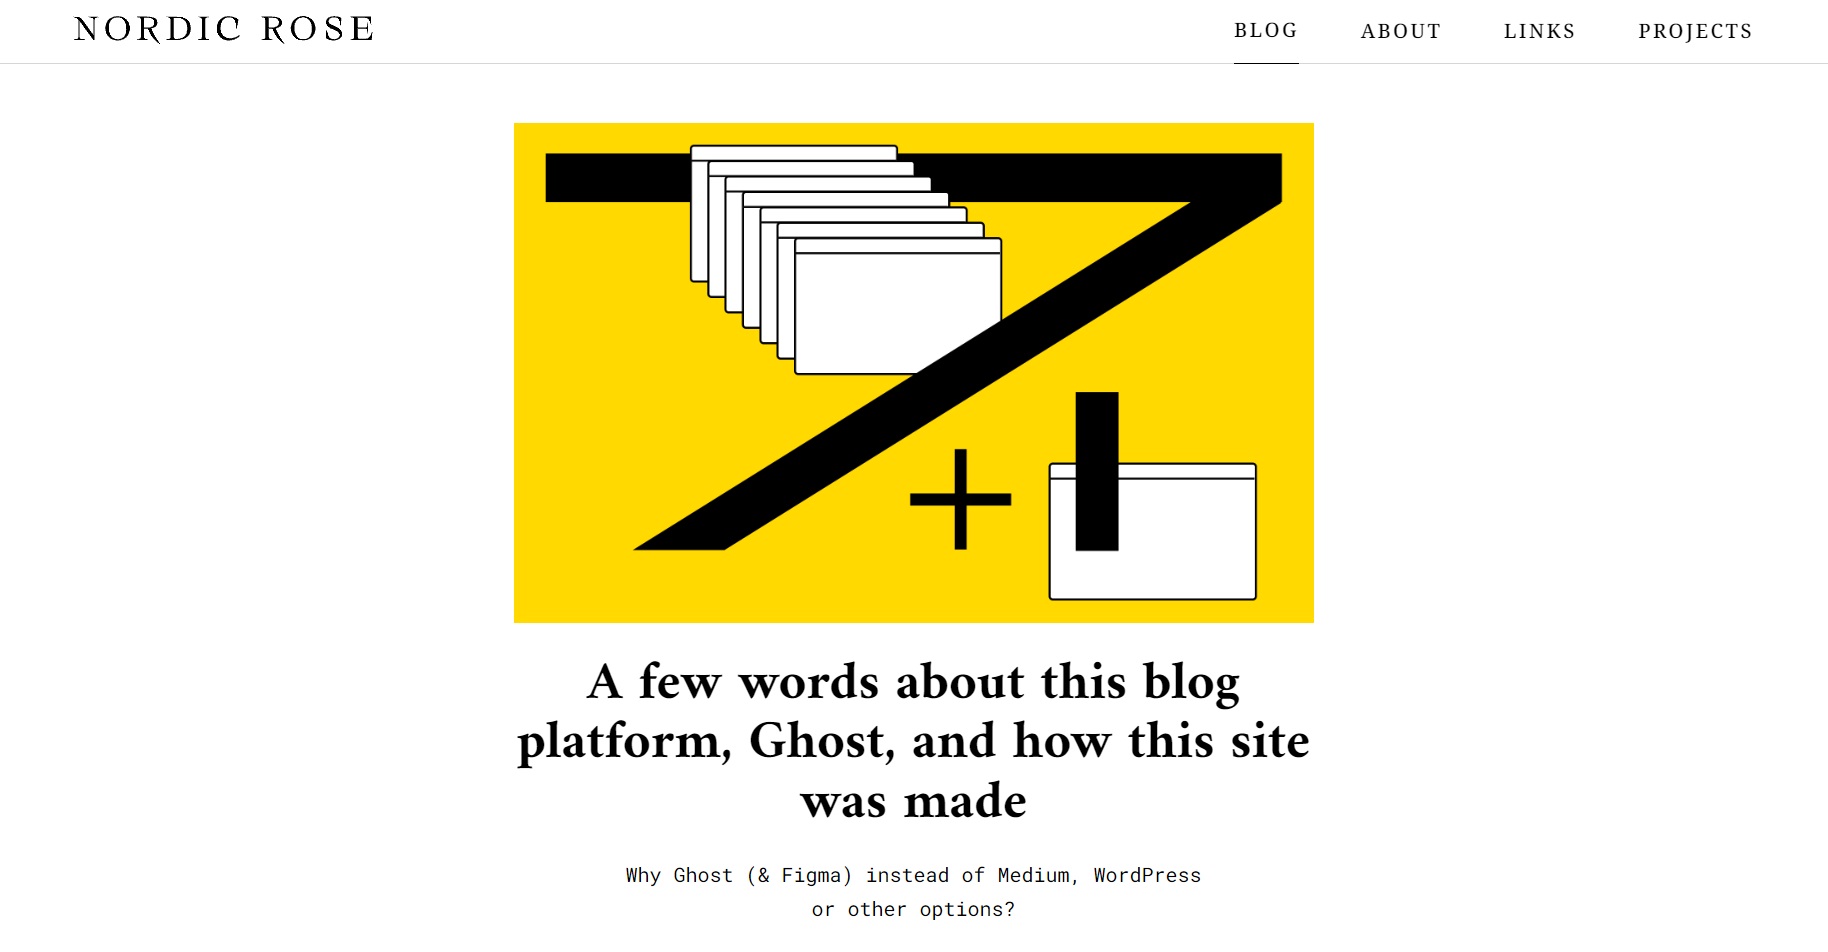 NORDIC ROSE
BLOG ABOUT LINKS PROJECTS
A few words about this blog
platform, Ghost, and how this site
was made
Why Ghost (& Figma) instead of Medium, WordPress
or other options?